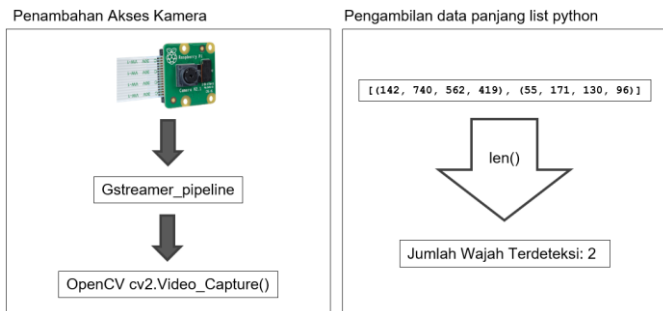 Penambahan Akses Kamera
Gstreamer_pipeline
OpenCV cv2.Video_Capture()
Pengambilan data panjang list python
[(142, 740, 562, 419), (55, 171, 130, 96)]
len()
Jumlah Wajah Terdeteksi: 2